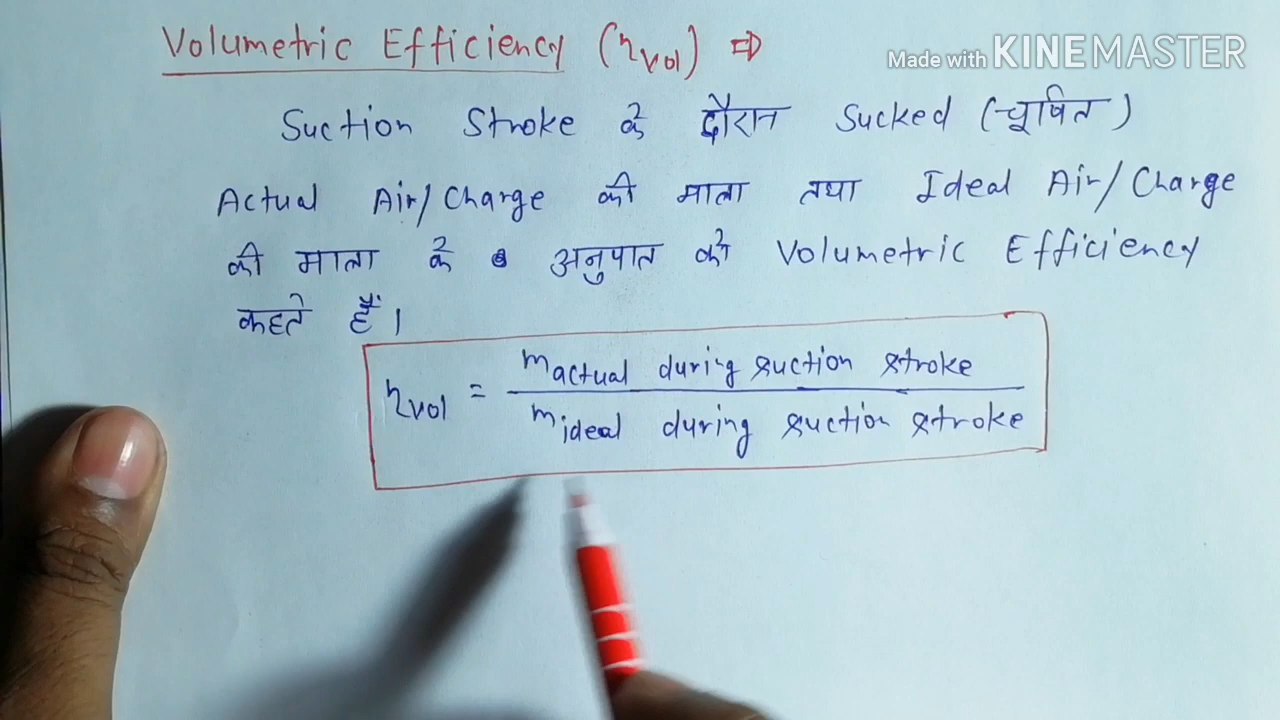 Volumetric Efficiency (ηvol) ⇒
Made with KINEMASTER
Suction Stroke के दौरान Sucked (चूषित)
Actual Air/Charge की मात्रा तथा Ideal Air/Charge
की मात्रा के अनुपात को Volumetric Efficiency
कहते हैं।
ηvol = mactual during suction stroke
mideal during suction stroke